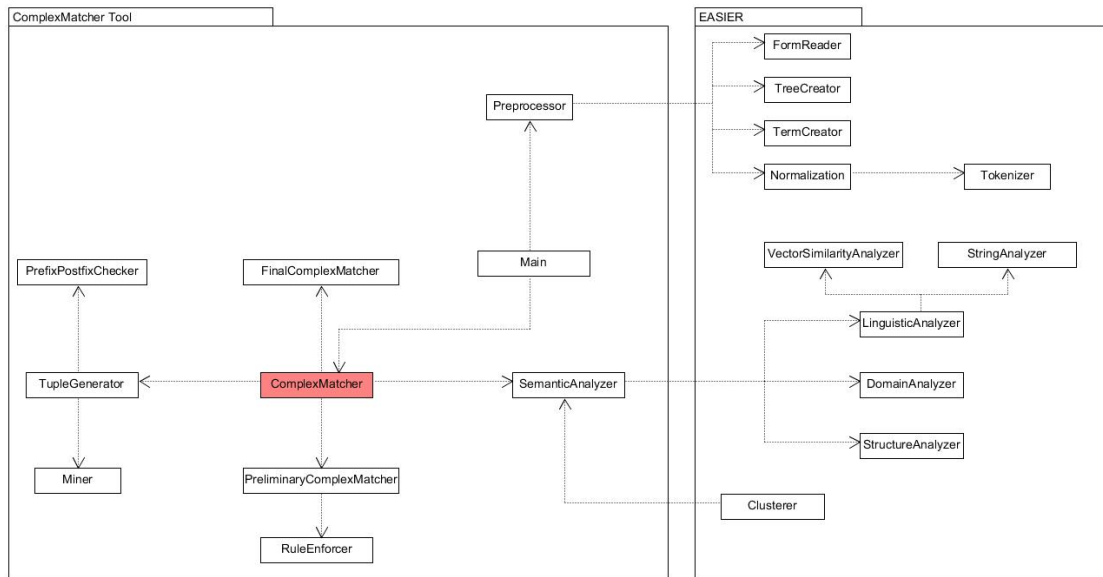 ComplexMatcher Tool
EASIER
FormReader
TreeCreator
Preprocessor
TermCreator
Normalization
Tokenizer
VectorSimilarityAnalyzer
StringAnalyzer
PrefixPostfixChecker
FinalComplexMatcher
Main
LinguisticAnalyzer
TupleGenerator
ComplexMatcher
SemanticAnalyzer
DomainAnalyzer
StructureAnalyzer
Miner
PreliminaryComplexMatcher
Clusterer
RuleEnforcer